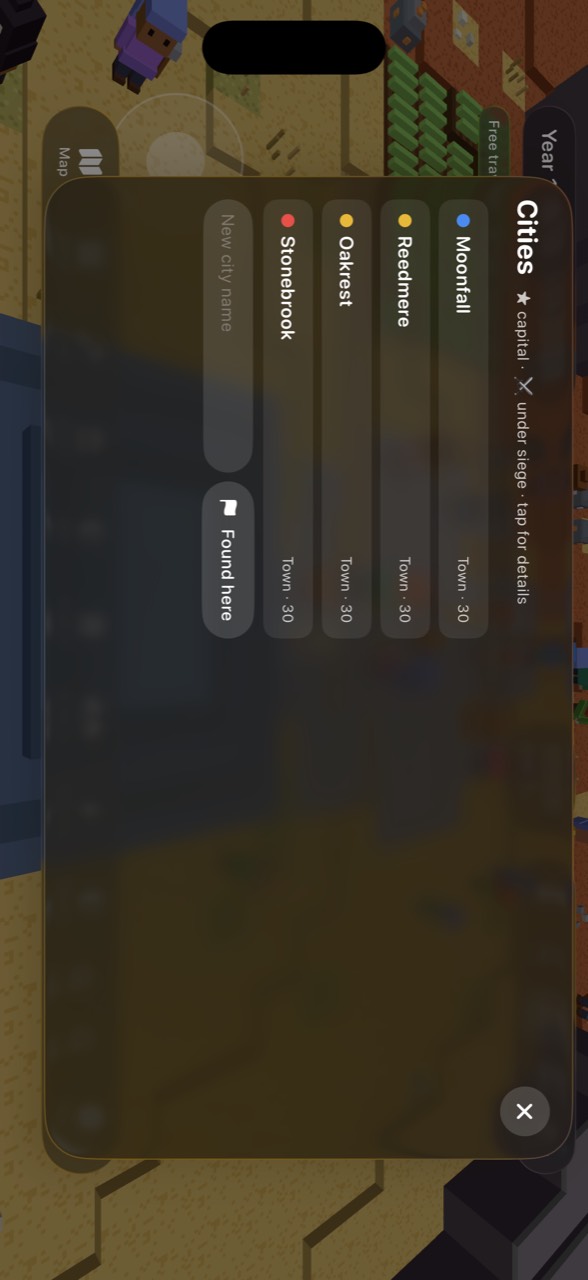 Year
Free tra
Map
Cities ★ capital · ⚔ under siege · tap for details
Moonfall Town · 30
Reedmere Town · 30
Oakrest Town · 30
Stonebrook Town · 30
New city name Found here